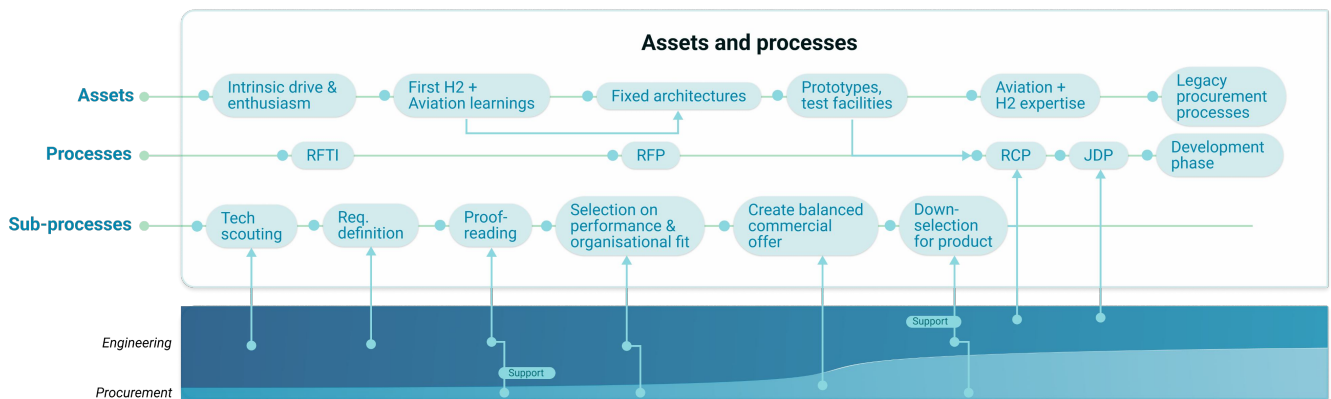 Assets and processes
Assets
Intrinsic drive &
enthusiasm
First H2 +
Aviation learnings
Fixed architectures
Prototypes,
test facilities
Aviation +
H2 expertise
Legacy
procurement
processes
Processes
RFTI
RFP
RCP
JDP
Development
phase
Sub-processes
Tech
scouting
Req.
definition
Proof-
reading
Selection on
performance &
organisational fit
Create balanced
commercial
offer
Down-
selection
for product
Engineering
Support
Support
Procurement